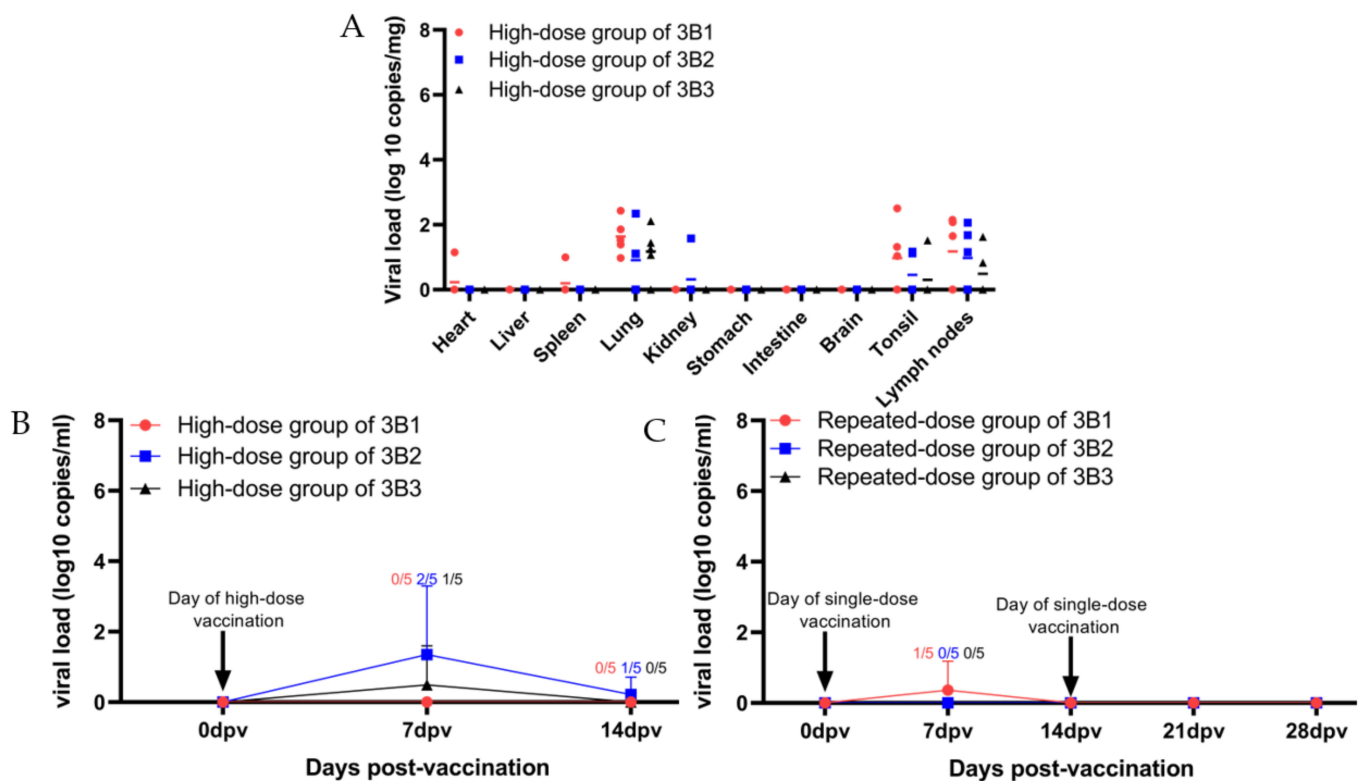 A
High-dose group of 3B1
High-dose group of 3B2
High-dose group of 3B3
Viral load (log 10 copies/mg)
8
6
4
2
0
Heart
Liver
Spleen
Lung
Kidney
Stomach
Intestine
Brain
Tonsil
Lymph nodes
B
High-dose group of 3B1
High-dose group of 3B2
High-dose group of 3B3
viral load (log10 copies/ml)
8
6
4
2
0
Day of high-dose
vaccination
0/5 2/5 1/5
0/5 1/5 0/5
0dpv 7dpv 14dpv
Days post-vaccination
C
Repeated-dose group of 3B1
Repeated-dose group of 3B2
Repeated-dose group of 3B3
viral load (log10 copies/ml)
8
6
4
2
0
Day of single-dose
vaccination
1/5 0/5 0/5
Day of single-dose
vaccination
0dpv 7dpv 14dpv 21dpv 28dpv
Days post-vaccination